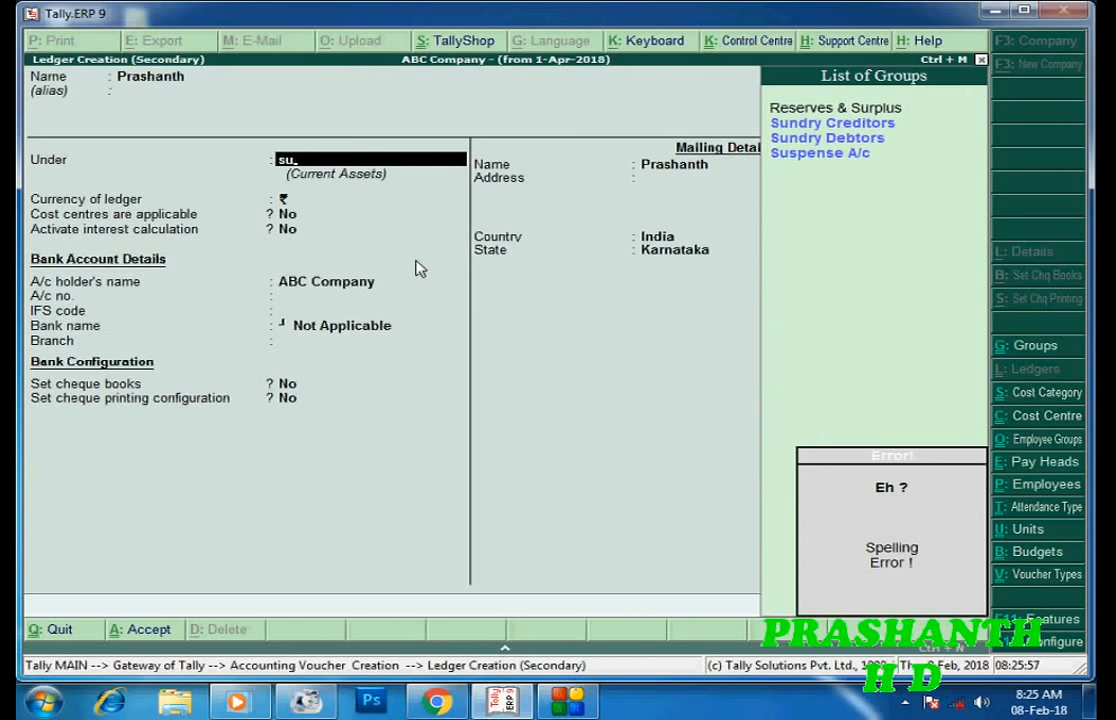 Tally.ERP 9
P: Print
E: Export
M: E-Mail
O: Upload
S: TallyShop
G: Language
K: Keyboard
K: Control Centre
H: Support Centre
H: Help
F3: Company
F3: New Company
Ledger Creation (Secondary)
ABC Company - (from 1-Apr-2018)
Ctrl + M
Name : Prashanth
(alias) :
List of Groups
Reserves & Surplus
Sundry Creditors
Sundry Debtors
Suspense A/c
Under : su
(Current Assets)
Currency of ledger : ₹
Cost centres are applicable ? No
Activate interest calculation ? No
Bank Account Details
A/c holder's name : ABC Company
A/c no. :
IFS code :
Bank name : Not Applicable
Branch :
Bank Configuration
Set cheque books ? No
Set cheque printing configuration ? No
Name : Prashanth
Address :
Country : India
State : Karnataka
Error!
Eh ?
Spelling
Error !
L: Details
B: Set Chq Books
S: Set Chq Printing
G: Groups
L: Ledgers
S: Cost Category
C: Cost Centre
O: Employee Groups
E: Pay Heads
P: Employees
T: Attendance Type
U: Units
B: Budgets
V: Voucher Types
Q: Quit
A: Accept
D: Delete
PRASHANTH
H D
Ctrl + N
Tally MAIN --> Gateway of Tally --> Accounting Voucher Creation --> Ledger Creation (Secondary)
(c) Tally Solutions Pvt. Ltd.,
Feb, 2018
08:25:57
Ps
Tally
ERP 9
8:25 AM
08-Feb-18